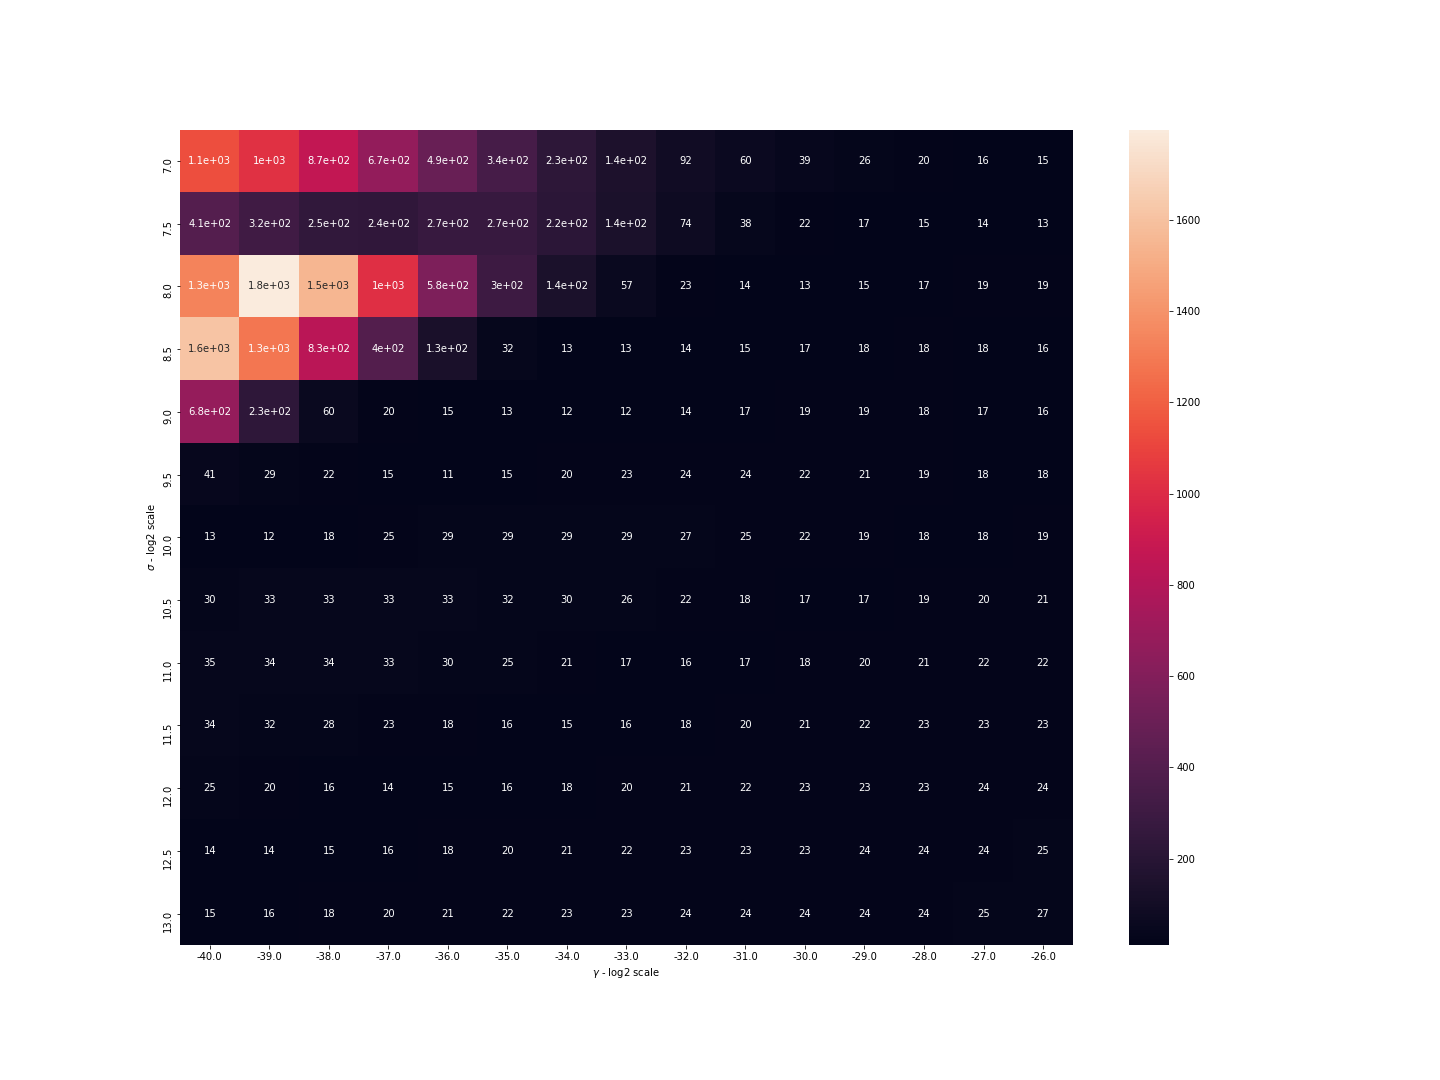 7.0 1.1e+03 1e+03 8.7e+02 6.7e+02 4.9e+02 3.4e+02 2.3e+02 1.4e+02 92 60 39 26 20 16 15
1600
7.5 4.1e+02 3.2e+02 2.5e+02 2.4e+02 2.7e+02 2.7e+02 2.2e+02 1.4e+02 74 38 22 17 15 14 13
8.0 1.3e+03 1.8e+03 1.5e+03 1e+03 5.8e+02 3e+02 1.4e+02 57 23 14 13 15 17 19 19
1400
8.5 1.6e+03 1.3e+03 8.3e+02 4e+02 1.3e+02 32 13 13 14 15 17 18 18 18 16
1200
9.0 6.8e+02 2.3e+02 60 20 15 13 12 12 14 17 19 19 18 17 16
9.5 41 29 22 15 11 15 20 23 24 24 22 21 19 18 18
1000
σ - log2 scale
10.0 13 12 18 25 29 29 29 29 27 25 22 19 18 18 19
800
10.5 30 33 33 33 33 32 30 26 22 18 17 17 19 20 21
11.0 35 34 34 33 30 25 21 17 16 17 18 20 21 22 22
600
11.5 34 32 28 23 18 16 15 16 18 20 21 22 23 23 23
400
12.0 25 20 16 14 15 16 18 20 21 22 23 23 23 24 24
12.5 14 14 15 16 18 20 21 22 23 23 23 24 24 24 25
200
13.0 15 16 18 20 21 22 23 23 24 24 24 24 24 25 27
-40.0 -39.0 -38.0 -37.0 -36.0 -35.0 -34.0 -33.0 -32.0 -31.0 -30.0 -29.0 -28.0 -27.0 -26.0
γ - log2 scale